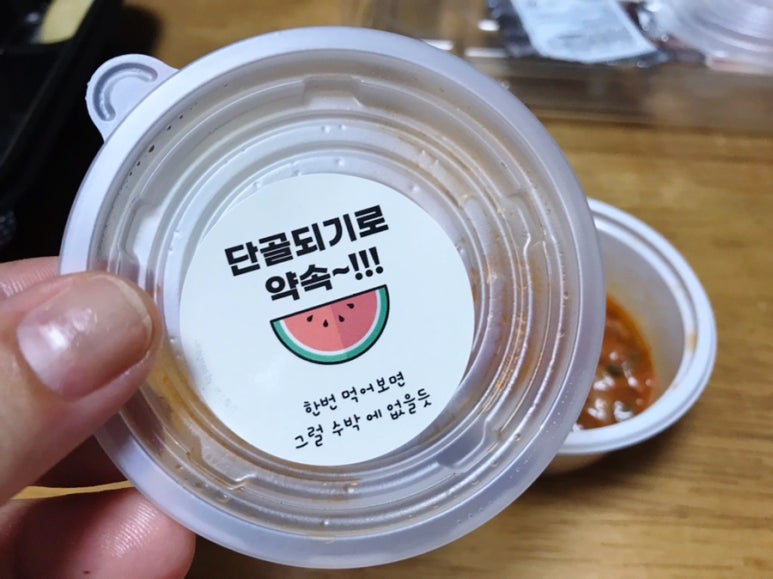 단골되기로
약속~!!!
한번 먹어보면
그럴 수박 에 없을듯